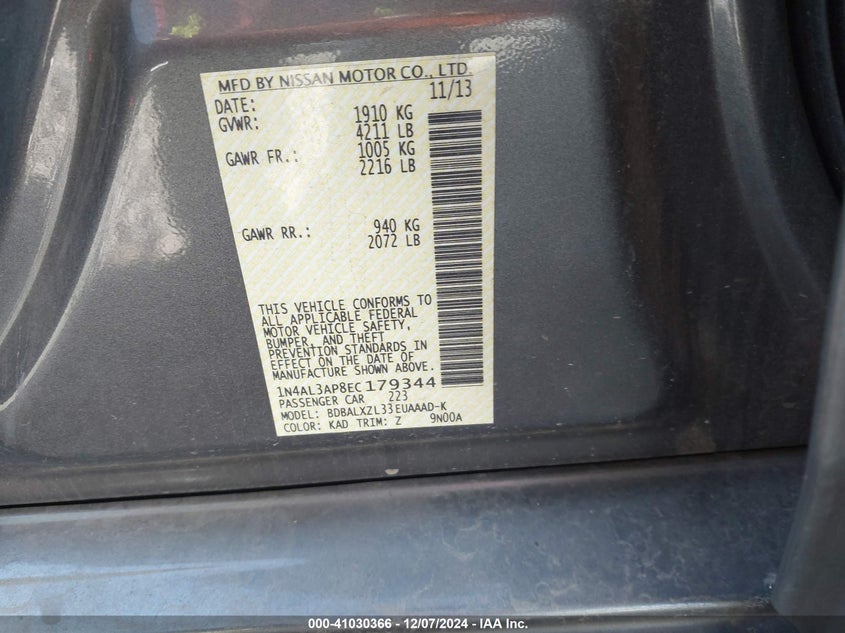 MFD BY NISSAN MOTOR CO., LTD.
DATE: 11/13
GVWR: 1910 KG
4211 LB
GAWR FR.: 1005 KG
2216 LB
GAWR RR.: 940 KG
2072 LB
THIS VEHICLE CONFORMS TO
ALL APPLICABLE FEDERAL
MOTOR VEHICLE SAFETY,
BUMPER, AND THEFT
PREVENTION STANDARDS IN
EFFECT ON THE DATE OF
MANUFACTURE SHOWN ABOVE.
1N4AL3AP8EC179344
PASSENGER CAR 223
MODEL: BDBALXZL33EUAAAD-K
COLOR: KAD TRIM: Z 9N00A
000-41030366 - 12/07/2024 - IAA Inc.